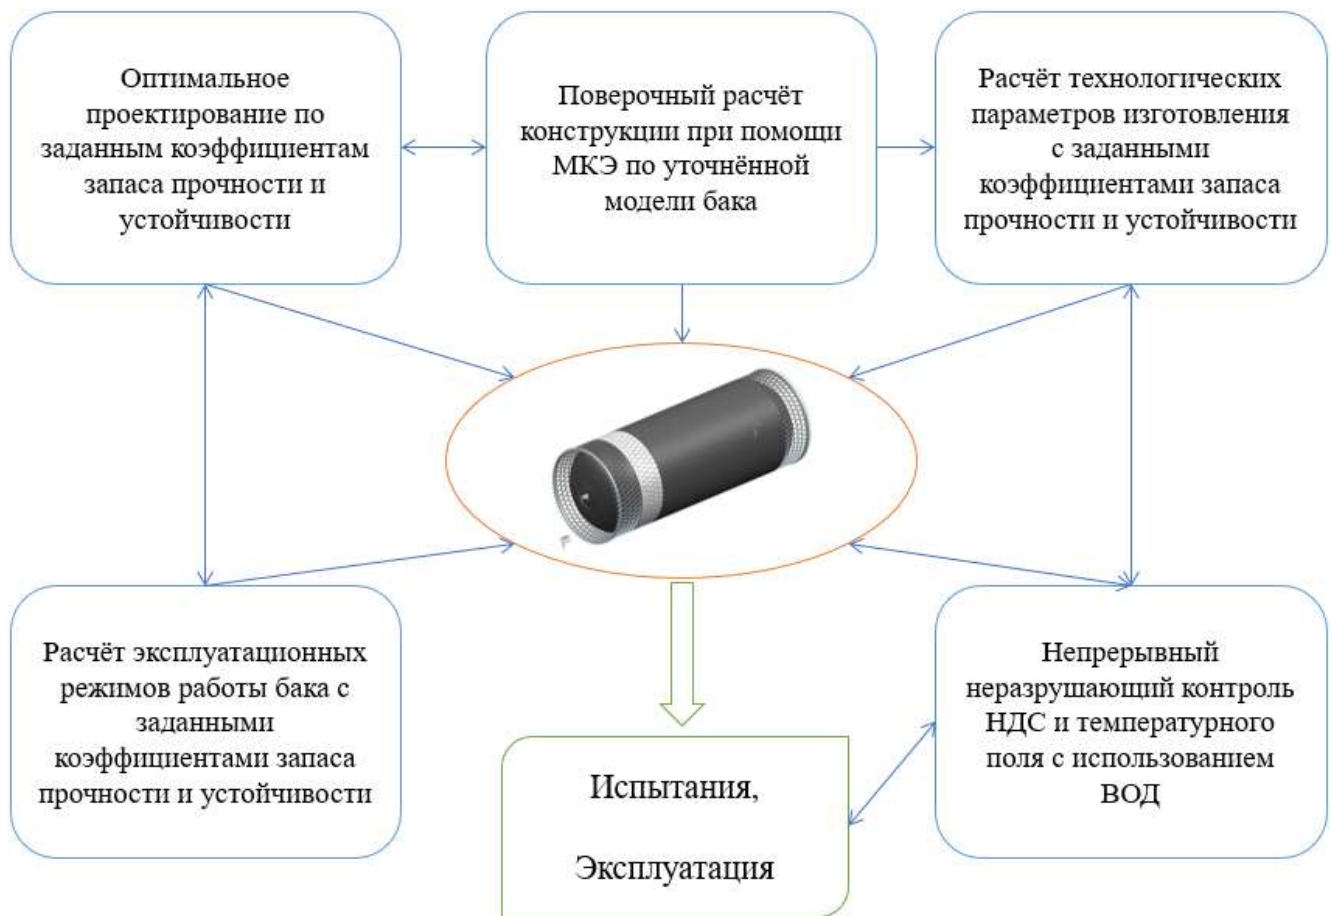 Оптимальное
проектирование по
заданным коэффициентам
запаса прочности и
устойчивости
Поверочный расчёт
конструкции при помощи
МКЭ по уточнённой
модели бака
Расчёт технологических
параметров изготовления
с заданными
коэффициентами запаса
прочности и устойчивости
Расчёт эксплуатационных
режимов работы бака с
заданными
коэффициентами запаса
прочности и устойчивости
Испытания,
Эксплуатация
Непрерывный
неразрушающий контроль
НДС и температурного
поля с использованием
ВОД